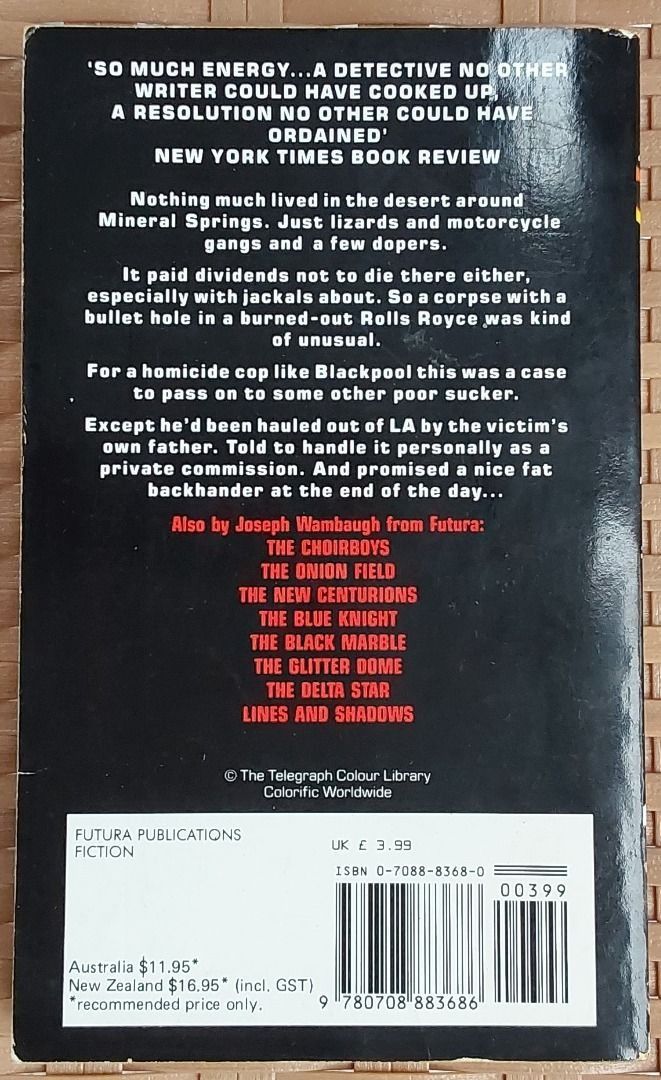 'SO MUCH ENERGY...A DETECTIVE NO OTHER
WRITER COULD HAVE COOKED UP,
A RESOLUTION NO OTHER COULD HAVE
ORDAINED'
NEW YORK TIMES BOOK REVIEW
Nothing much lived in the desert around
Mineral Springs. Just lizards and motorcycle
gangs and a few dopers.
It paid dividends not to die there either,
especially with jackals about. So a corpse with a
bullet hole in a burned-out Rolls Royce was kind
of unusual.
For a homicide cop like Blackpool this was a case
to pass on to some other poor sucker.
Except he'd been hauled out of LA by the victim's
own father. Told to handle it personally as a
private commission. And promised a nice fat
backhander at the end of the day...
Also by Joseph Wambaugh from Futura:
THE CHOIRBOYS
THE ONION FIELD
THE NEW CENTURIONS
THE BLUE KNIGHT
THE BLACK MARBLE
THE GLITTER DOME
THE DELTA STAR
LINES AND SHADOWS
© The Telegraph Colour Library
Colorific Worldwide
FUTURA PUBLICATIONS
FICTION
UK £ 3.99
ISBN 0-7088-8368-0
00399
Australia $11.95*
New Zealand $16.95* (incl. GST)
*recommended price only.
9 780708 883686